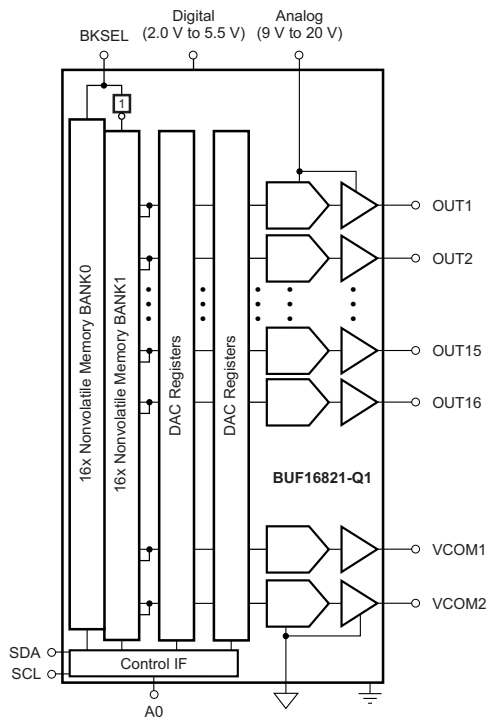 Digital
(2.0 V to 5.5 V)
Analog
(9 V to 20 V)
BKSEL
1
16x Nonvolatile Memory BANK0
16x Nonvolatile Memory BANK1
DAC Registers
DAC Registers
OUT1
OUT2
OUT15
OUT16
BUF16821-Q1
VCOM1
VCOM2
SDA
SCL
Control IF
A0